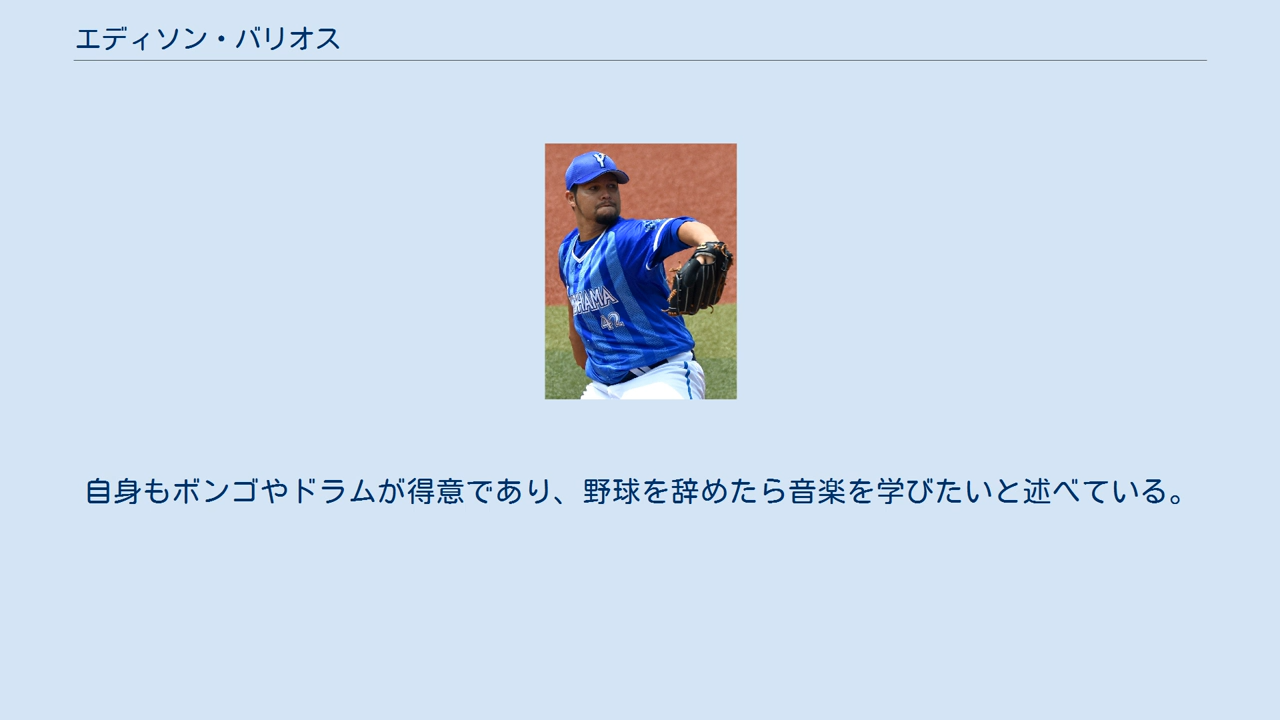 エディソン・バリオス
Y
HAMA
42
自身もボンゴやドラムが得意であり、野球を辞めたら音楽を学びたいと述べている。